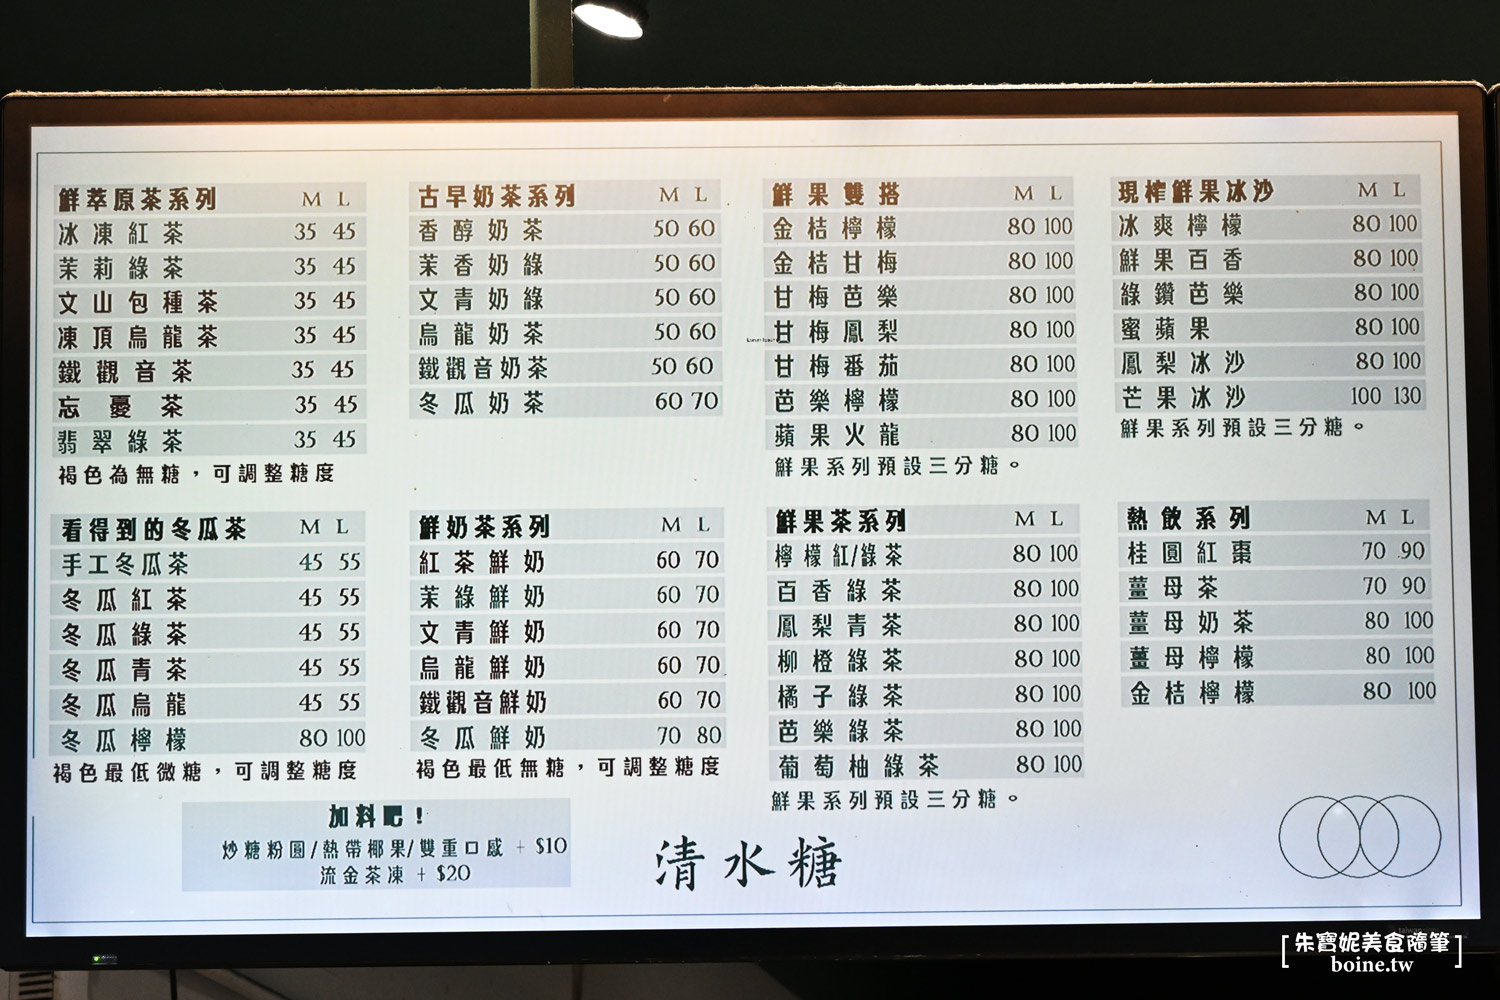 鮮萃原茶系列 M L
冰凍紅茶 35 45
茉莉綠茶 35 45
文山包種茶 35 45
凍頂烏龍茶 35 45
鐵觀音茶 35 45
忘憂茶 35 45
翡翠綠茶 35 45
褐色為無糖，可調整糖度
古早奶茶系列 M L
香醇奶茶 50 60
茉香奶綠 50 60
文青奶綠 50 60
烏龍奶茶 50 60
鐵觀音奶茶 50 60
冬瓜奶茶 60 70
鮮果雙搭 M L
金桔檸檬 80 100
金桔甘梅 80 100
甘梅芭樂 80 100
甘梅鳳梨 80 100
甘梅番茄 80 100
芭樂檸檬 80 100
蘋果火龍 80 100
鮮果系列預設三分糖。
現榨鮮果冰沙 M L
冰爽檸檬 80 100
鮮果百香 80 100
綠鑽芭樂 80 100
蜜蘋果 80 100
鳳梨冰沙 80 100
芒果冰沙 100 130
鮮果系列預設三分糖。
看得到的冬瓜茶 M L
手工冬瓜茶 45 55
冬瓜紅茶 45 55
冬瓜綠茶 45 55
冬瓜青茶 45 55
冬瓜烏龍 45 55
冬瓜檸檬 80 100
褐色最低微糖，可調整糖度
鮮奶茶系列 M L
紅茶鮮奶 60 70
茉綠鮮奶 60 70
文青鮮奶 60 70
烏龍鮮奶 60 70
鐵觀音鮮奶 60 70
冬瓜鮮奶 70 80
褐色最低無糖，可調整糖度
鮮果茶系列 M L
檸檬紅/綠茶 80 100
百香綠茶 80 100
鳳梨青茶 80 100
柳橙綠茶 80 100
橘子綠茶 80 100
芭樂綠茶 80 100
葡萄柚綠茶 80 100
鮮果系列預設三分糖。
熱飲系列 M L
桂圓紅棗 70 90
薑母茶 70 90
薑母奶茶 80 100
薑母檸檬 80 100
金桔檸檬 80 100
加料吧！
炒糖粉圓/熱帶椰果/雙重口感 + $10
流金茶凍 + $20
清水糖
[朱寶妮美食隨筆]
boine.tw